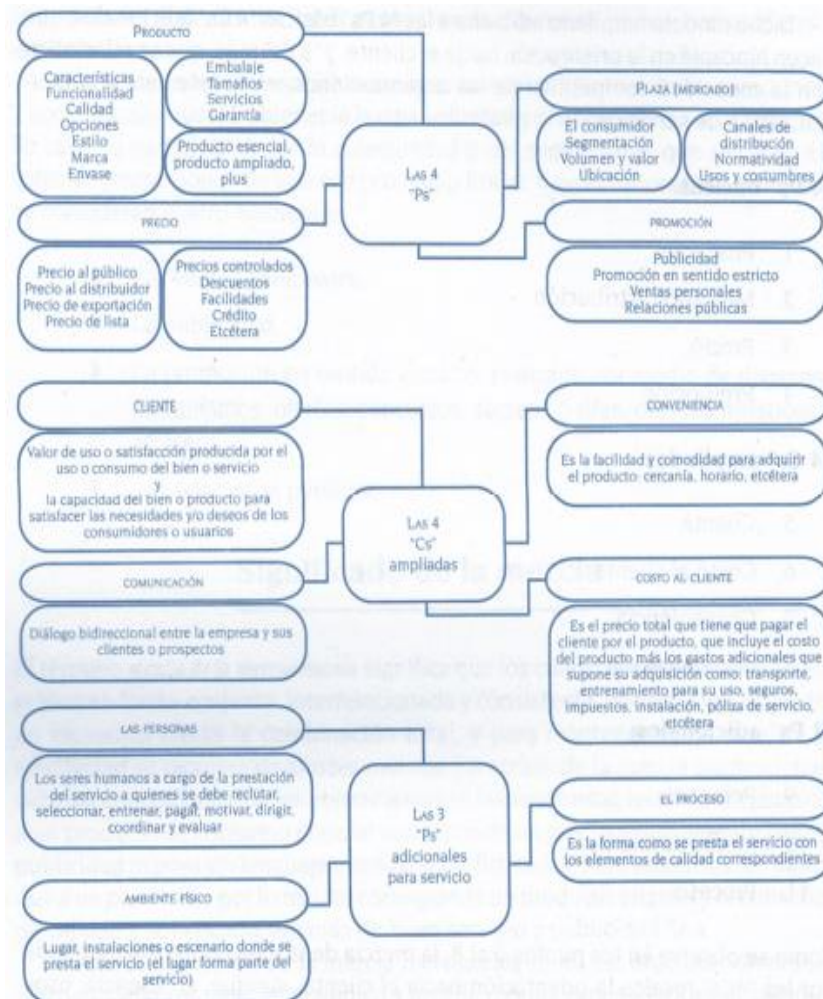 PRODUCTO
Características
Funcionalidad
Calidad
Opciones
Estilo
Marca
Envase
Embalaje
Tamaños
Servicios
Garantía
Producto esencial,
producto ampliado,
plus
PRECIO
Precio al público
Precio al distribuidor
Precio de exportación
Precio de lista
Precios controlados
Descuentos
Facilidades
Crédito
Etcétera
LAS 4
"Ps"
PLAZA (MERCADO)
El consumidor
Segmentación
Volumen y valor
Ubicación
Canales de
distribución
Normatividad
Usos y costumbres
PROMOCIÓN
Publicidad
Promoción en sentido estricto
Ventas personales
Relaciones públicas
CLIENTE
Valor de uso o satisfacción producida por el
uso o consumo del bien o servicio
y
la capacidad del bien o producto para
satisfacer las necesidades y/o deseos de los
consumidores o usuarios
COMUNICACIÓN
Diálogo bidireccional entre la empresa y sus
clientes o prospectos
LAS 4
"Cs"
ampliadas
CONVENIENCIA
Es la facilidad y comodidad para adquirir
el producto: cercanía, horario, etcétera
COSTO AL CLIENTE
Es el precio total que tiene que pagar el
cliente por el producto, que incluye el costo
del producto más los gastos adicionales que
supone su adquisición como: transporte,
entrenamiento para su uso, seguros,
impuestos, instalación, póliza de servicio,
etcétera
LAS PERSONAS
Los seres humanos a cargo de la prestación
del servicio a quienes se debe reclutar,
seleccionar, entrenar, pagar, motivar, dirigir,
coordinar y evaluar
AMBIENTE FÍSICO
Lugar, instalaciones o escenario donde se
presta el servicio (el lugar forma parte del
servicio)
LAS 3
"Ps"
adicionales
para servicio
EL PROCESO
Es la forma como se presta el servicio con
los elementos de calidad correspondientes